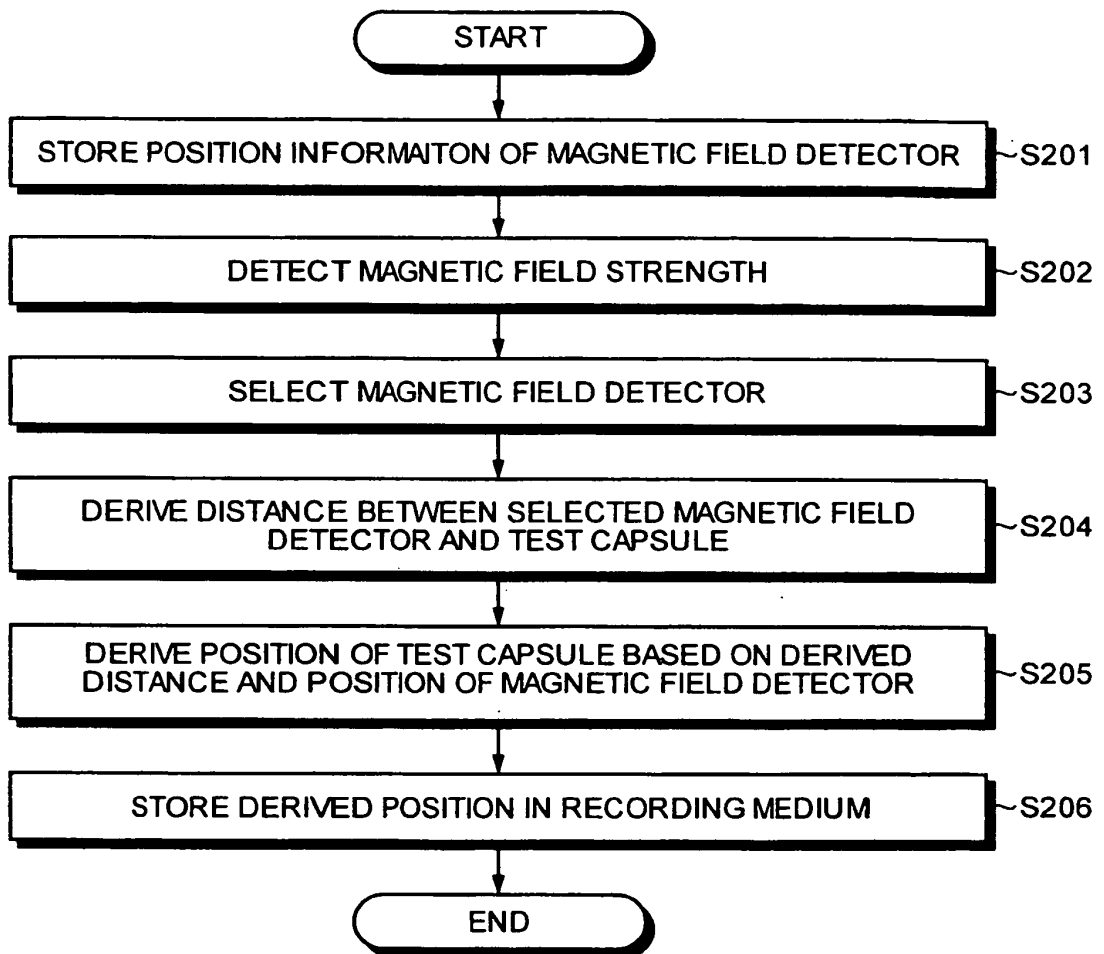 START
STORE POSITION INFORMAITON OF MAGNETIC FIELD DETECTOR
~S201
DETECT MAGNETIC FIELD STRENGTH
~S202
SELECT MAGNETIC FIELD DETECTOR
~S203
DERIVE DISTANCE BETWEEN SELECTED MAGNETIC FIELD
DETECTOR AND TEST CAPSULE
~S204
DERIVE POSITION OF TEST CAPSULE BASED ON DERIVED
DISTANCE AND POSITION OF MAGNETIC FIELD DETECTOR
~S205
STORE DERIVED POSITION IN RECORDING MEDIUM
~S206
END